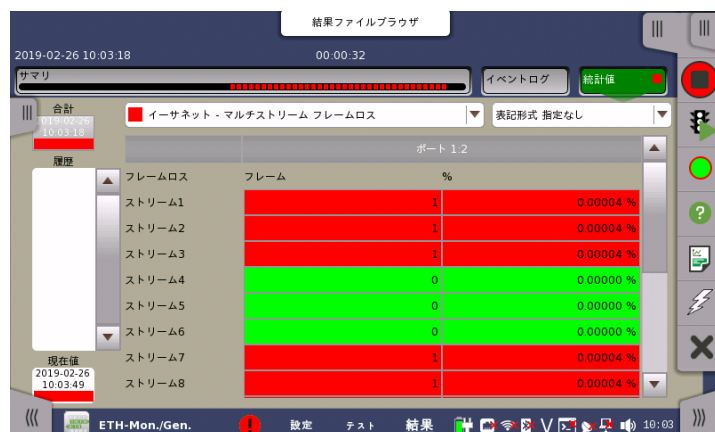 結果ファイルブラウザ
2019-02-26 10:03:18
00:00:32
サマリ
イベントログ
統計値
合計
2019-02-26
10:03:18
イーサネット - マルチストリーム フレームロス
表記形式 指定なし
ポート 1:2
履歴
フレームロス フレーム %
ストリーム1 1 0.00004 %
ストリーム2 1 0.00004 %
ストリーム3 1 0.00004 %
ストリーム4 0 0.00000 %
ストリーム5 0 0.00000 %
ストリーム6 0 0.00000 %
ストリーム7 1 0.00004 %
ストリーム8 1 0.00004 %
現在値
2019-02-26
10:03:49
ETH-Mon./Gen.
設定
テスト
結果
10:03